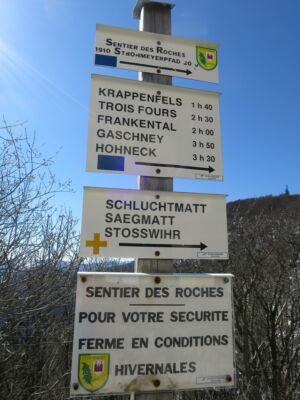 SENTIER DES ROCHES
1910 STROHMEYERPFAD
KRAPPENFELS 1 h 40
TROIS FOURS 2 h 30
FRANKENTAL 2 h 00
GASCHNEY 3 h 50
HOHNECK 3 h 30
SCHLUCHTMATT
SAEGMATT
STOSSWIHR
SENTIER DES ROCHES
POUR VOTRE SECURITE
FERME EN CONDITIONS
HIVERNALES